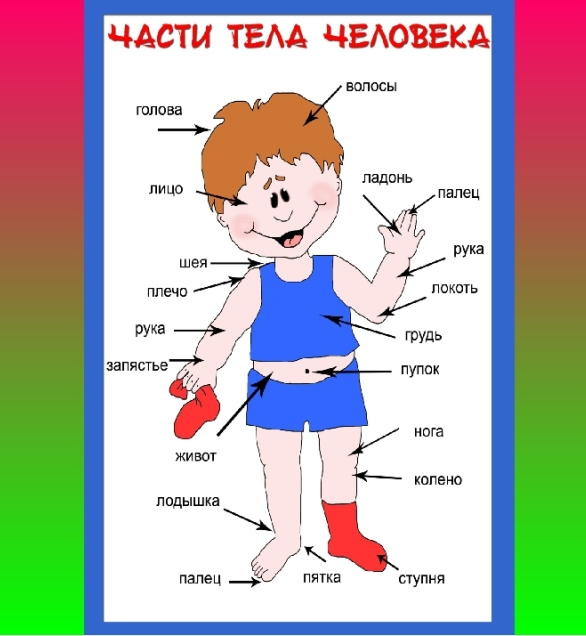 ЧАСТИ ТЕЛА ЧЕЛОВЕКА
волосы
голова
лицо
ладонь
палец
шея
рука
плечо
локоть
рука
грудь
запястье
пупок
живот
нога
колено
лодышка
палец
пятка
ступня